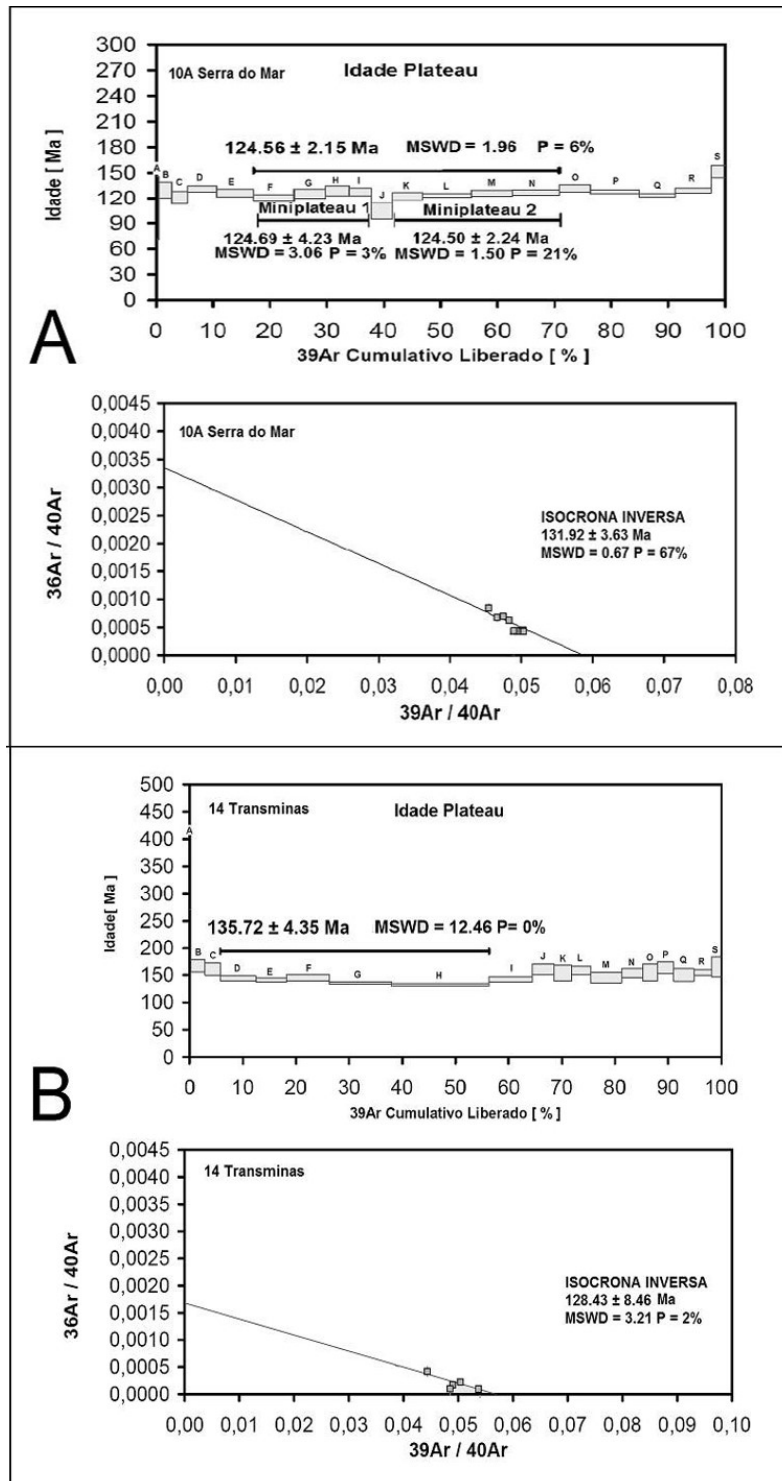 A
10A Serra do Mar
Idade Plateau
Idade [ Ma]
300
270
240
210
180
150
120
90
60
30
0
124.56 ± 2.15 Ma MSWD = 1.96 P = 6%
A B C D E F G H I J K L M N O P Q R S
Miniplateau 1 Miniplateau 2
124.69 ± 4.23 Ma 124.50 ± 2.24 Ma
MSWD = 3.06 P = 3% MSWD = 1.50 P = 21%
0 10 20 30 40 50 60 70 80 90 100
39Ar Cumulativo Liberado [ % ]
10A Serra do Mar
36Ar / 40Ar
0,0045
0,0040
0,0035
0,0030
0,0025
0,0020
0,0015
0,0010
0,0005
0,0000
ISOCRONA INVERSA
131.92 ± 3.63 Ma
MSWD = 0.67 P = 67%
0,00 0,01 0,02 0,03 0,04 0,05 0,06 0,07 0,08
39Ar / 40Ar
B
14 Transminas
Idade Plateau
Idade[ Ma]
500
450
400
350
300
250
200
150
100
50
0
135.72 ± 4.35 Ma MSWD = 12.46 P= 0%
A B C D E F G H I J K L M N O P Q R S
0 10 20 30 40 50 60 70 80 90 100
39Ar Cumulativo Liberado [ % ]
14 Transminas
36Ar / 40Ar
0,0045
0,0040
0,0035
0,0030
0,0025
0,0020
0,0015
0,0010
0,0005
0,0000
ISOCRONA INVERSA
128.43 ± 8.46 Ma
MSWD = 3.21 P = 2%
0,00 0,01 0,02 0,03 0,04 0,05 0,06 0,07 0,08 0,09 0,10
39Ar / 40Ar